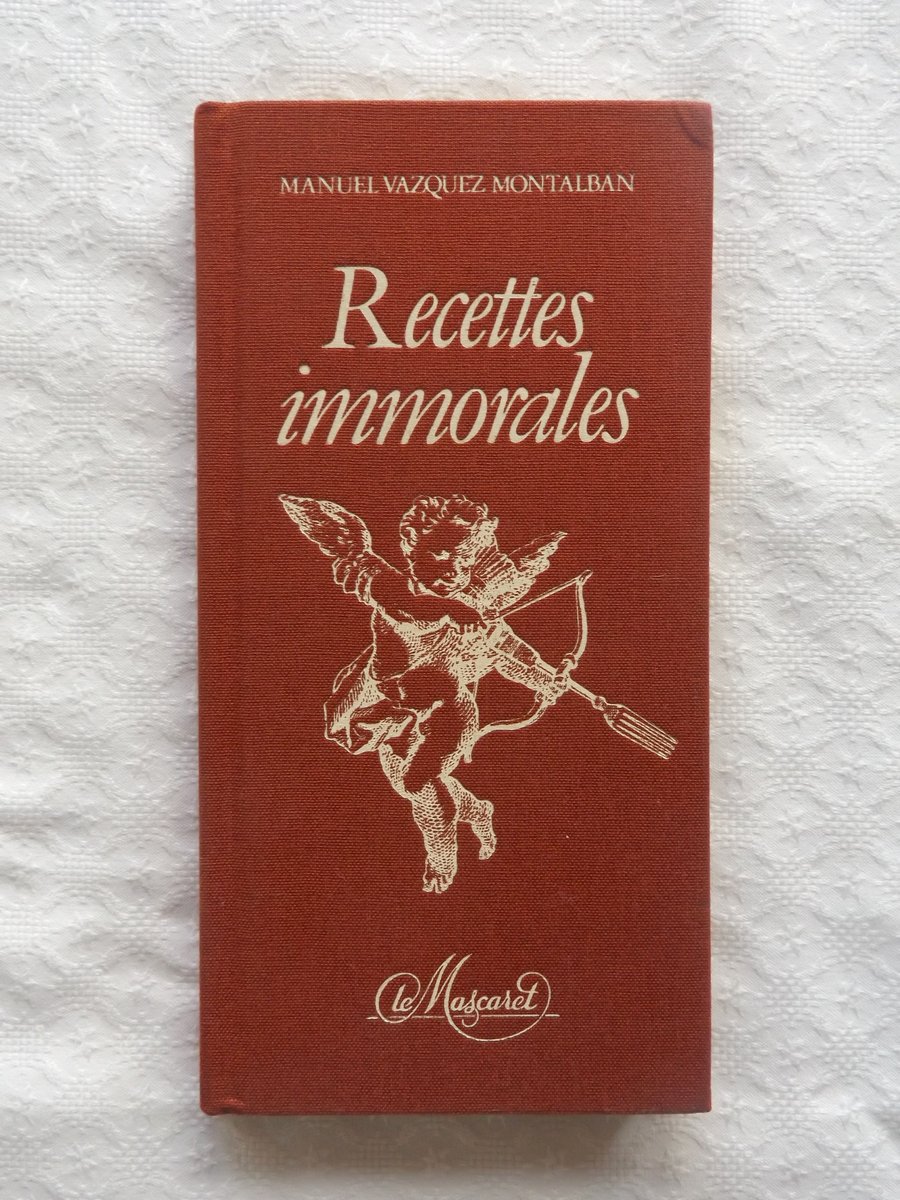 MANUEL VAZQUEZ MONTALBAN
Recettes
immorales
le Mascaret